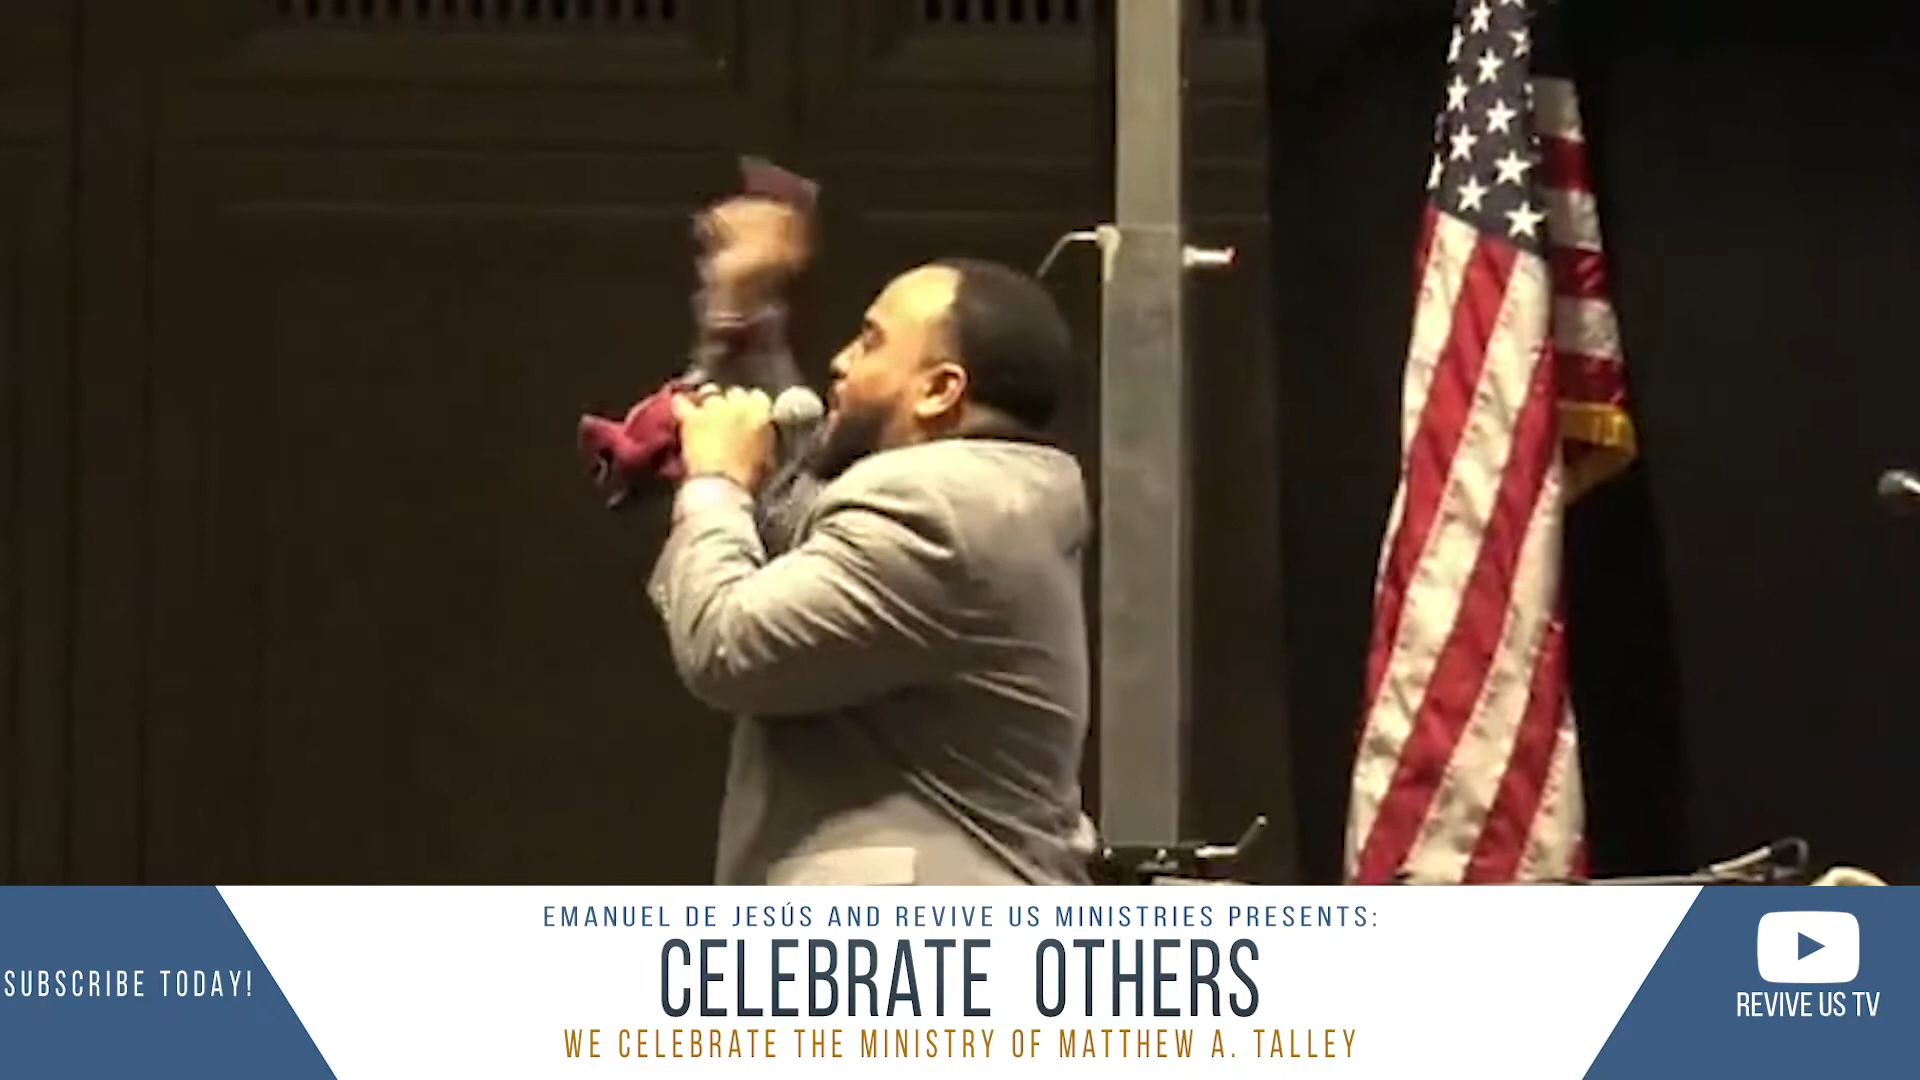 EMANUEL DE JESÚS AND REVIVE US MINISTRIES PRESENTS:
CELEBRATE OTHERS
WE CELEBRATE THE MINISTRY OF MATTHEW A. TALLEY
SUBSCRIBE TODAY!
REVIVE US TV